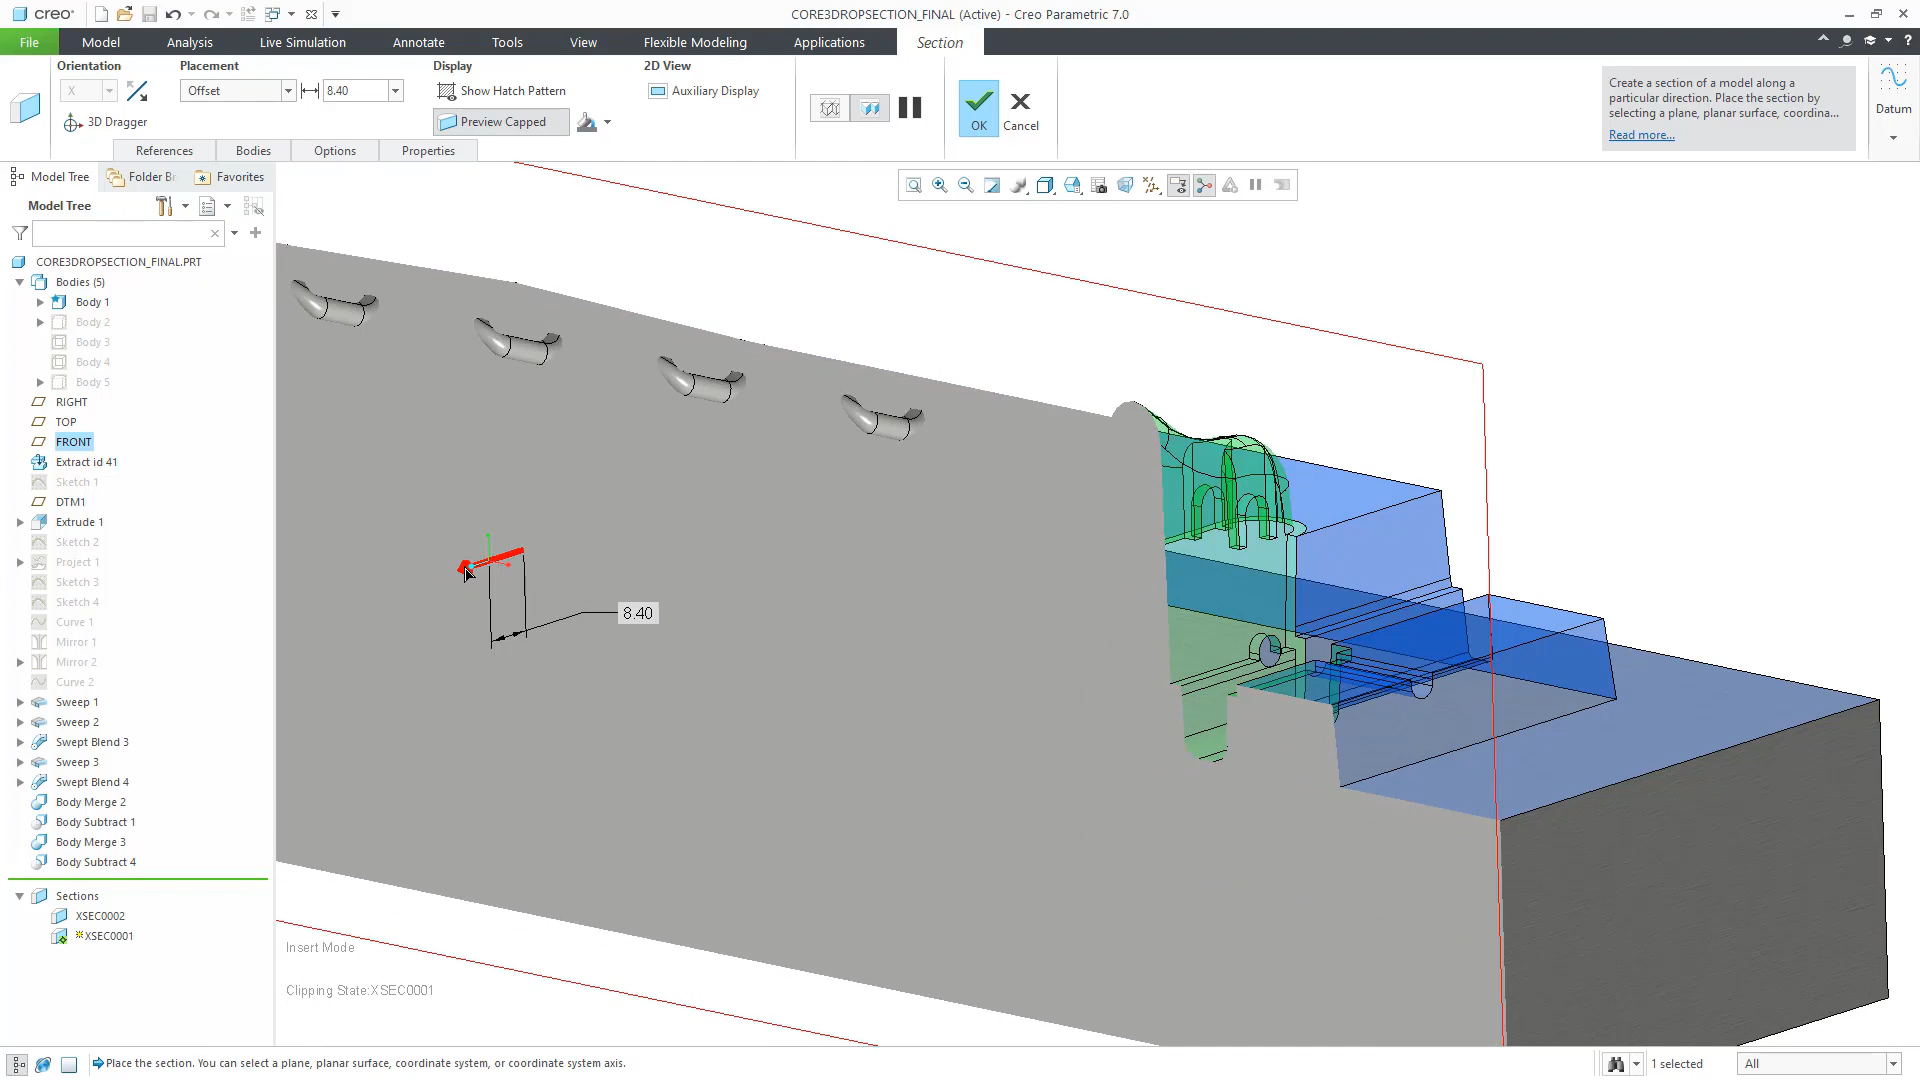 creo
CORE3DROPSECTION_FINAL (Active) - Creo Parametric 7.0
File
Model
Analysis
Live Simulation
Annotate
Tools
View
Flexible Modeling
Applications
Section
Orientation
Placement
Display
2D View
X
Offset
8.40
Show Hatch Pattern
Auxiliary Display
3D Dragger
Preview Capped
OK
Cancel
Create a section of a model along a
particular direction. Place the section by
selecting a plane, planar surface, coordina...
Read more...
Datum
References
Bodies
Options
Properties
Model Tree
Folder Br
Favorites
Model Tree
CORE3DROPSECTION_FINAL.PRT
Bodies (5)
Body 1
Body 2
Body 3
Body 4
Body 5
RIGHT
TOP
FRONT
Extract id 41
Sketch 1
DTM1
Extrude 1
Sketch 2
Project 1
Sketch 3
Sketch 4
Curve 1
Mirror 1
Mirror 2
Curve 2
Sweep 1
Sweep 2
Swept Blend 3
Sweep 3
Swept Blend 4
Body Merge 2
Body Subtract 1
Body Merge 3
Body Subtract 4
Sections
XSEC0002
XSEC0001
8.40
Insert Mode
Clipping State:XSEC0001
Place the section. You can select a plane, planar surface, coordinate system, or coordinate system axis.
1 selected
All